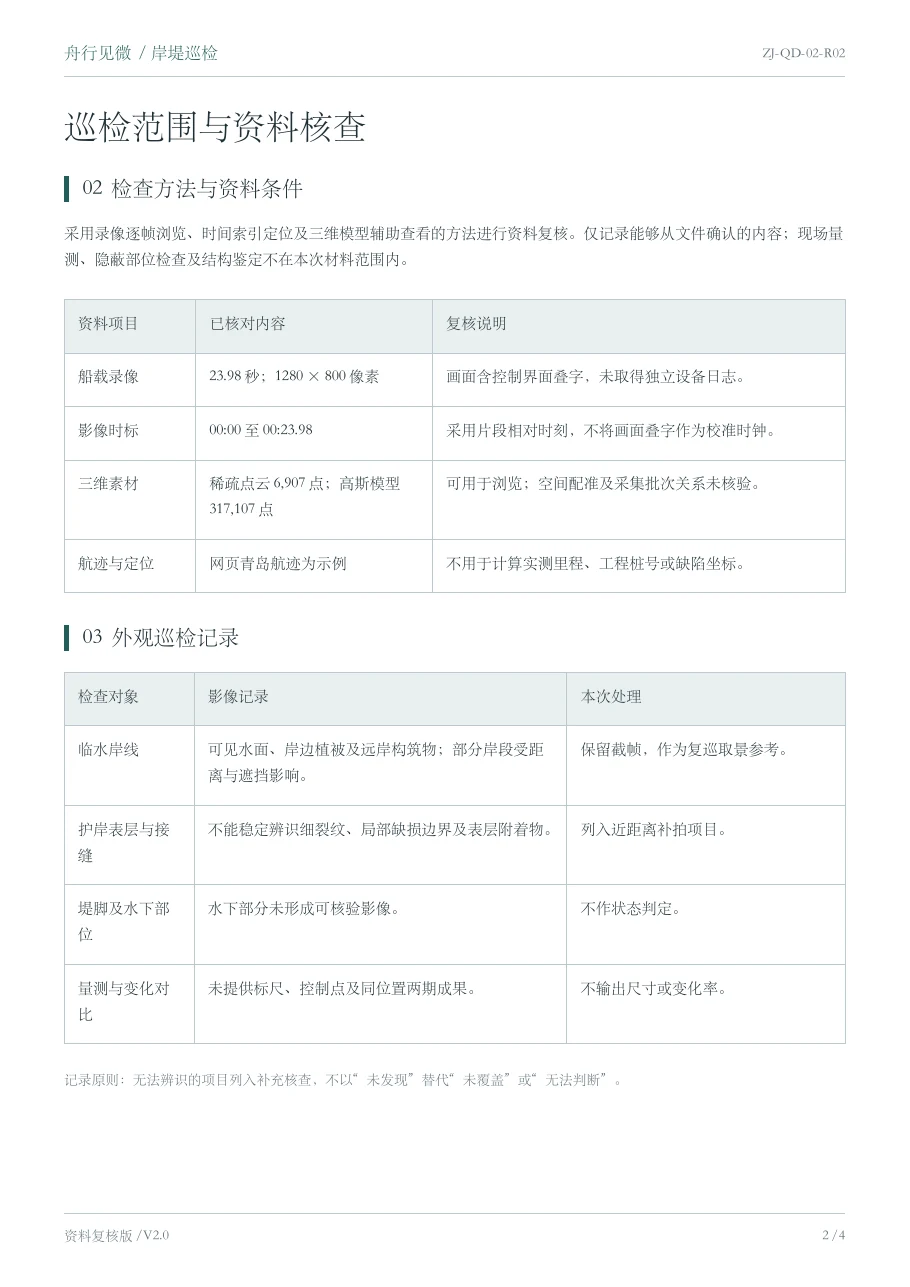 舟行见微 / 岸堤巡检
ZJ-QD-02-R02
巡检范围与资料核查
02 检查方法与资料条件
采用录像逐帧浏览、时间索引定位及三维模型辅助查看的方法进行资料复核。仅记录能够从文件确认的内容；现场量
测、隐蔽部位检查及结构鉴定不在本次材料范围内。
资料项目 已核对内容 复核说明
船载录像 23.98 秒；1280 × 800 像素 画面含控制界面叠字，未取得独立设备日志。
影像时标 00:00 至 00:23.98 采用片段相对时刻，不将画面叠字作为校准时钟。
三维素材 稀疏点云 6,907 点；高斯模型 可用于浏览；空间配准及采集批次关系未核验。
317,107 点
航迹与定位 网页青岛航迹为示例 不用于计算实测里程、工程桩号或缺陷坐标。
03 外观巡检记录
检查对象 影像记录 本次处理
临水岸线 可见水面、岸边植被及远岸构筑物；部分岸段受距 保留截帧，作为复巡取景参考。
离与遮挡影响。
护岸表层与接 不能稳定辨识细裂纹、局部缺损边界及表层附着物。 列入近距离补拍项目。
缝
堤脚及水下部 水下部分未形成可核验影像。 不作状态判定。
位
量测与变化对 未提供标尺、控制点及同位置两期成果。 不输出尺寸或变化率。
比
记录原则：无法辨识的项目列入补充核查，不以“未发现”替代“未覆盖”或“无法判断”。
资料复核版 /V2.0
2 /4